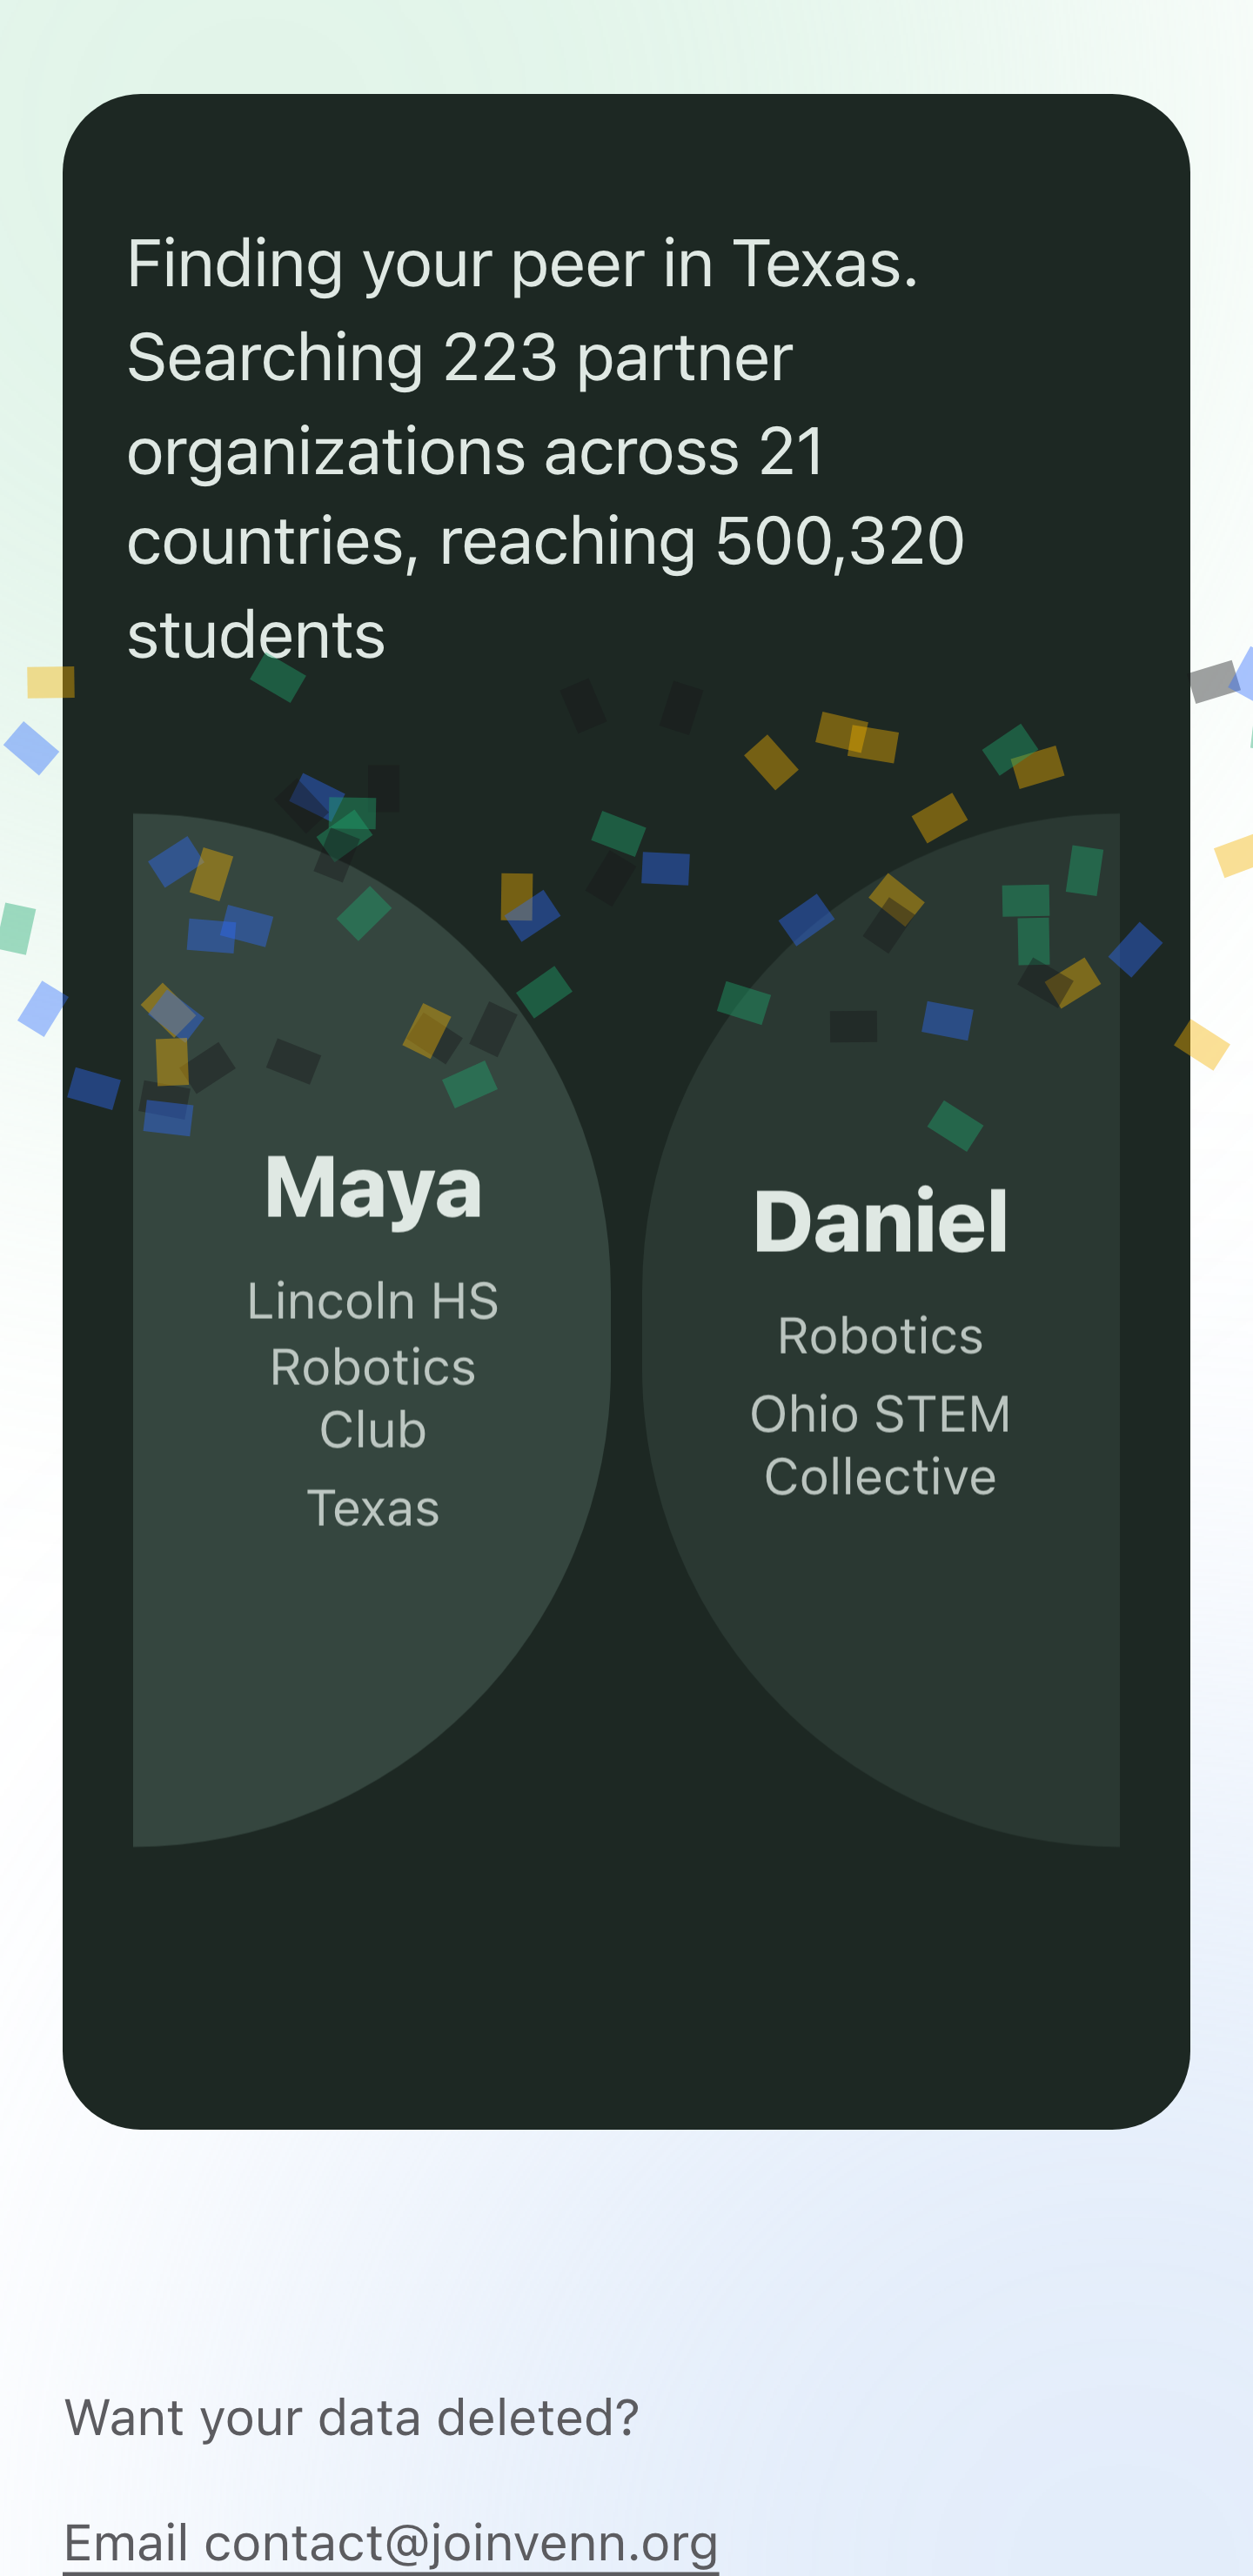 Finding your peer in Texas.
Searching 223 partner
organizations across 21
countries, reaching 500,320
students
Maya
Lincoln HS
Robotics
Club
Texas
Daniel
Robotics
Ohio STEM
Collective
Want your data deleted?
Email contact@joinvenn.org